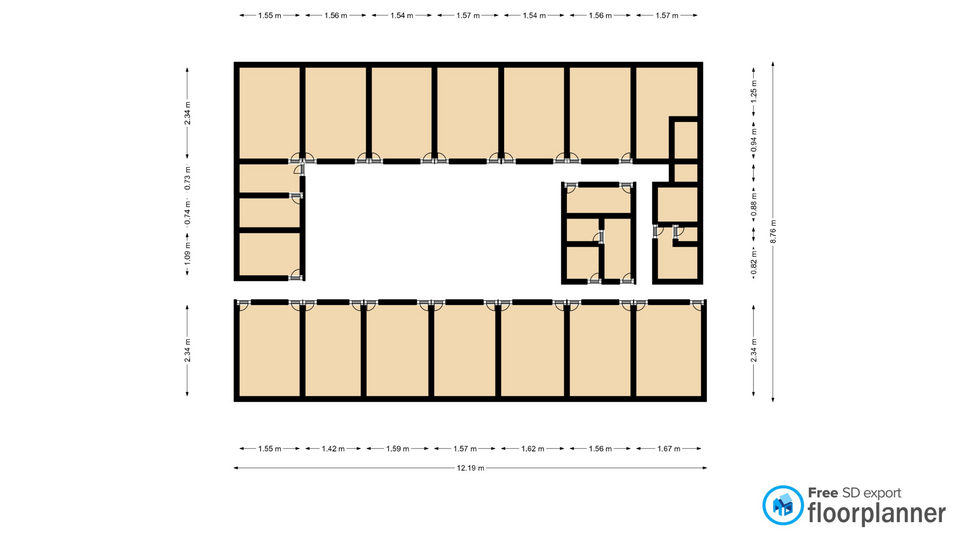 1.55 m 1.56 m 1.54 m 1.57 m 1.54 m 1.56 m 1.57 m
2.34 m
0.73 m
0.74 m
1.09 m
2.34 m
1.25 m
0.94 m
0.88 m
0.82 m
2.34 m
8.76 m
1.55 m 1.42 m 1.59 m 1.57 m 1.62 m 1.56 m 1.67 m
12.19 m
Free SD export
floorplanner